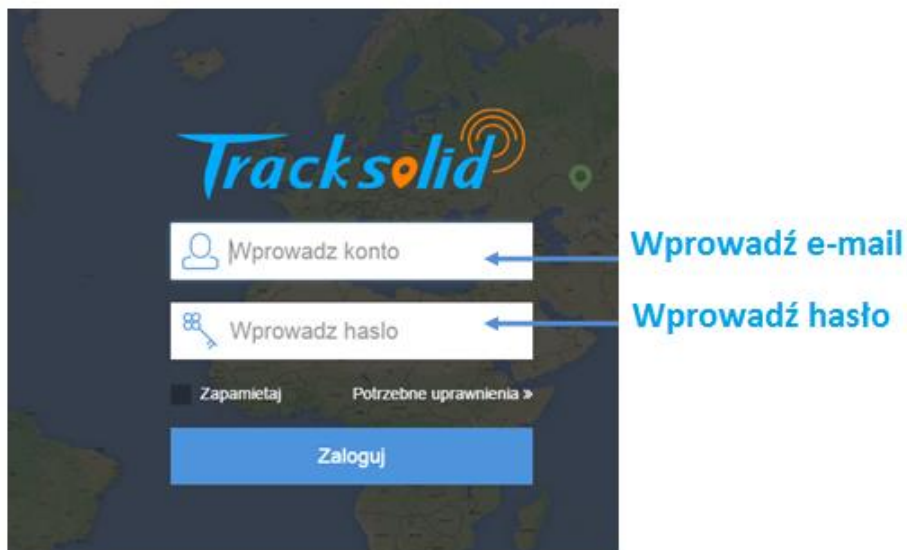 Tracksolid
Wprowadz konto
Wprowadź e-mail
Wprowadz haslo
Wprowadź hasło
Zapamietaj
Potrzebne uprawnienia »
Zaloguj